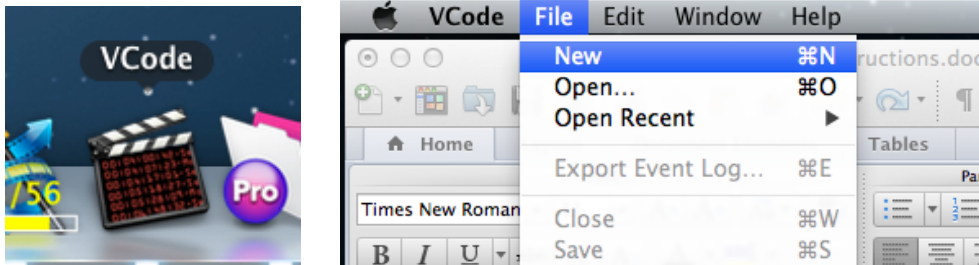 VCode
/56
Pro
VCode File Edit Window Help
New ⌘N
ructions.doc
Open... ⌘O
Open Recent ▶
Home
Tables
Export Event Log... ⌘E
Pa
Times New Roman
Close ⌘W
B I U
Save ⌘S